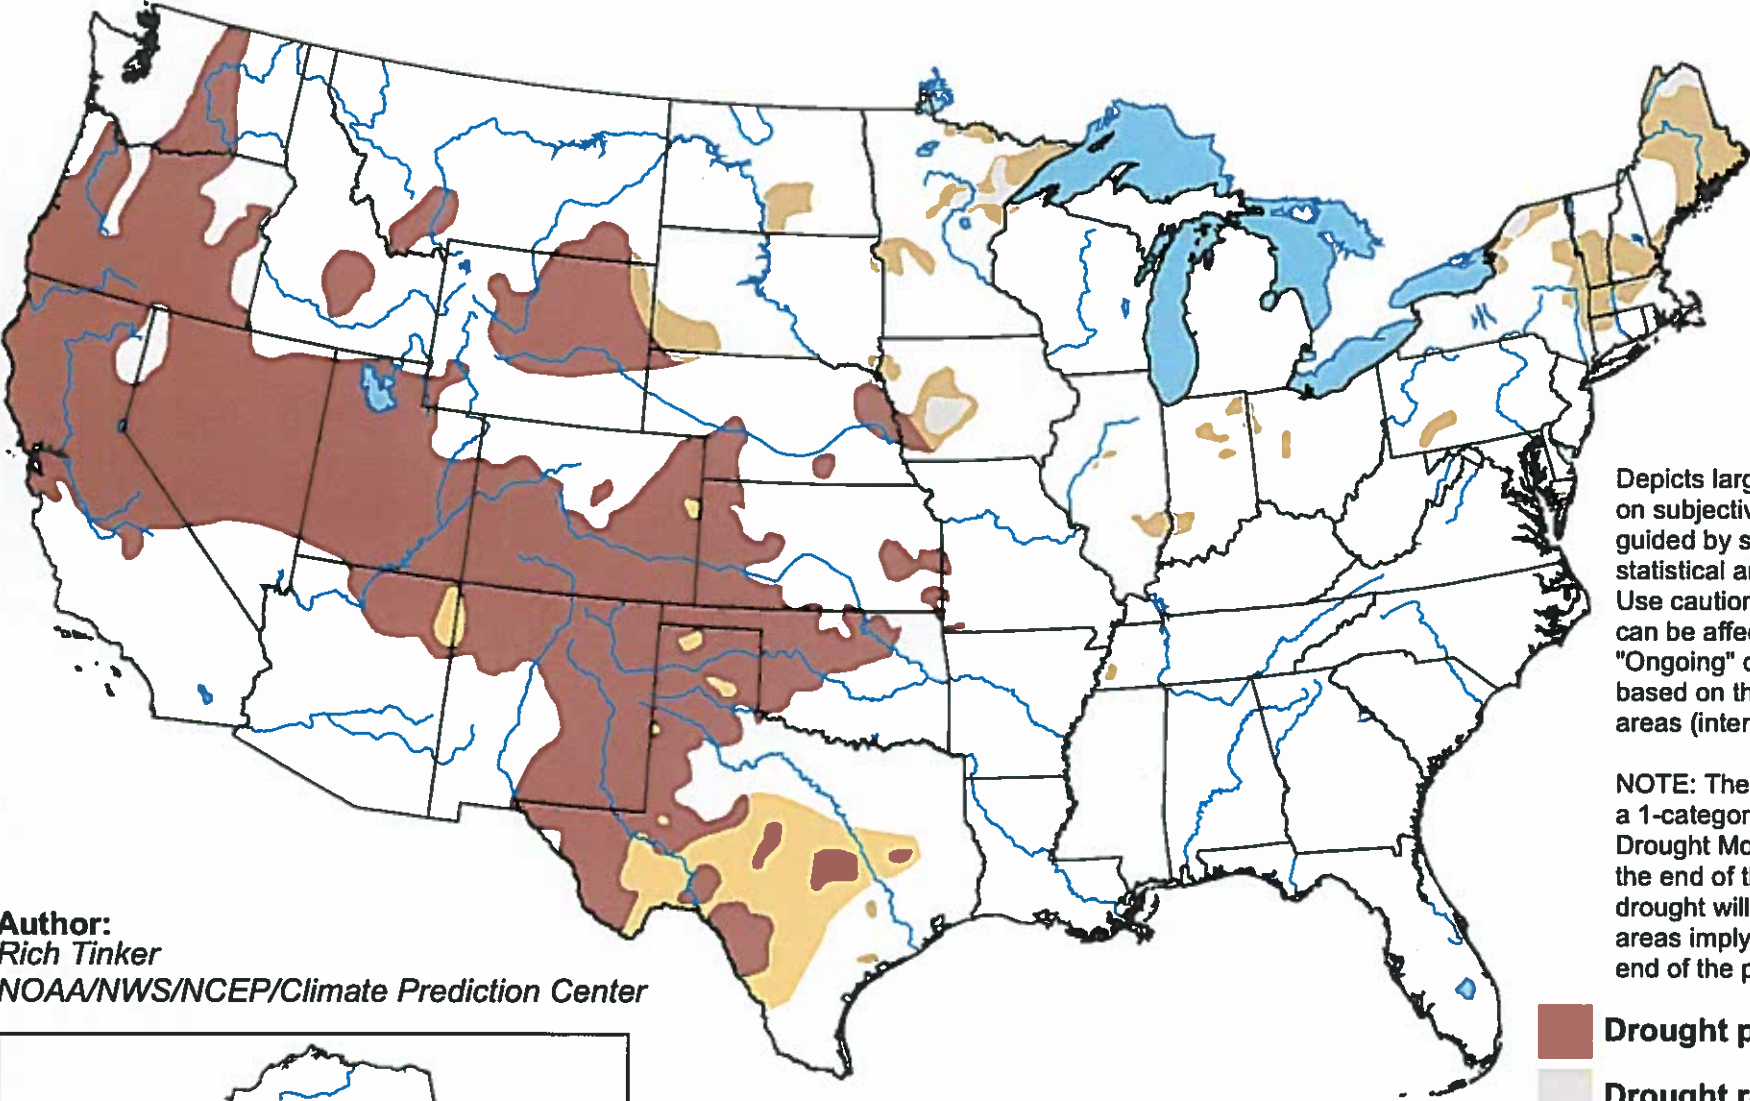 Depicts larg
on subjectiv
guided by s
statistical a
Use caution
can be affe
"Ongoing"
based on th
areas (inter
NOTE: The
a 1-categor
Drought Mo
the end of t
drought will
areas imply
end of the p
Author:
Rich Tinker
NOAA/NWS/NCEP/Climate Prediction Center
Drought p
Drought r